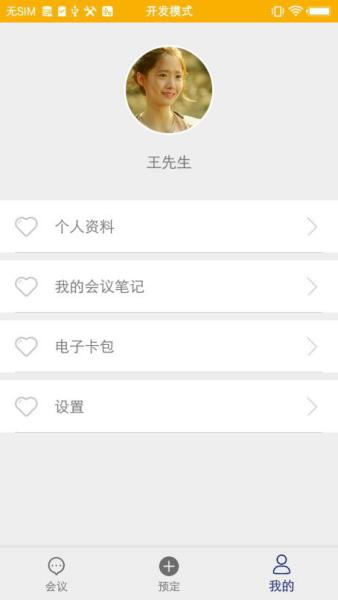 无SIM 开发模式
王先生
个人资料
我的会议笔记
电子卡包
设置
会议 预定 我的